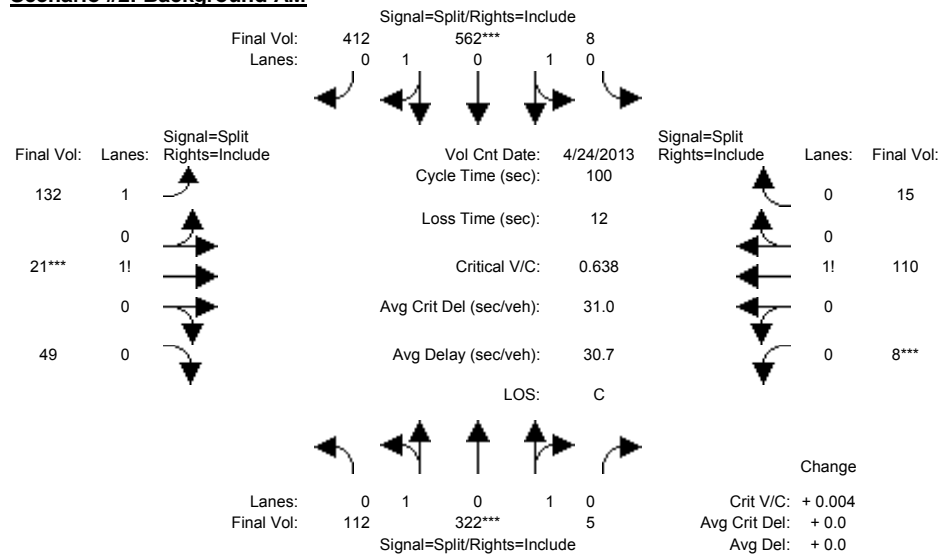 Scenario #2: Background AM
Signal=Split/Rights=Include
Final Vol: 412 562*** 8
Lanes: 0 1 0 1 0
Signal=Split
Final Vol: Lanes: Rights=Include
Vol Cnt Date: 4/24/2013
Signal=Split
Rights=Include Lanes: Final Vol:
Cycle Time (sec): 100
132 1
0 15
Loss Time (sec): 12
0
0
21*** 1!
Critical V/C: 0.638
1! 110
0
Avg Crit Del (sec/veh): 31.0
0
49 0
Avg Delay (sec/veh): 30.7
0 8***
LOS: C
Change
Lanes: 0 1 0 1 0
Crit V/C: + 0.004
Final Vol: 112 322*** 5
Avg Crit Del: + 0.0
Signal=Split/Rights=Include
Avg Del: + 0.0